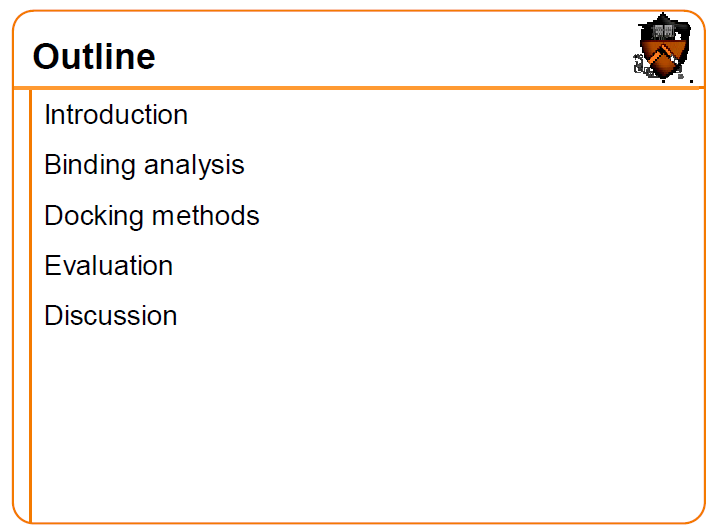 Outline
Introduction
Binding analysis
Docking methods
Evaluation
Discussion